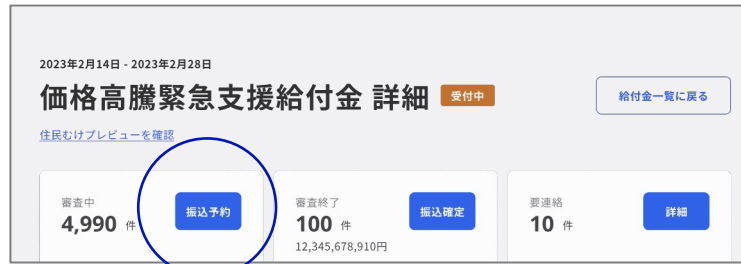 2023年2月14日 - 2023年2月28日
価格高騰緊急支援給付金 詳細 受付中
給付金一覧に戻る
住民むけプレビューを確認
審査中
4,990 件
振込予約
審査終了
100 件
12,345,678,910円
振込確定
要連絡
10 件
詳細